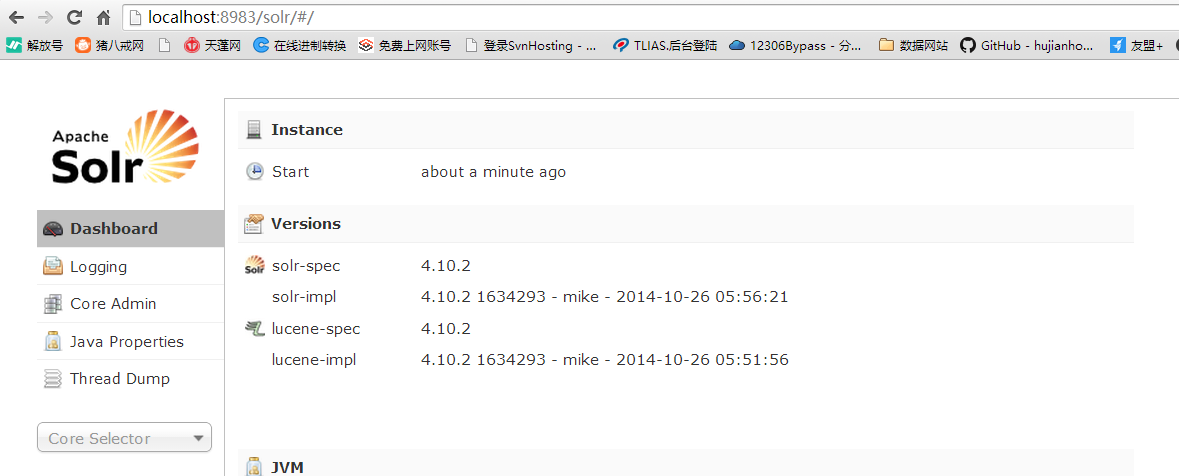 localhost:8983/solr/#/
解放号 猪八戒网 天蓬网 在线进制转换 免费上网账号 登录SvnHosting - ... TLIAS.后台登陆 12306Bypass - 分... 数据网站 GitHub - hujianho... 友盟+
Apache
Solr
Dashboard
Logging
Core Admin
Java Properties
Thread Dump
Core Selector
Instance
Start about a minute ago
Versions
Solr solr-spec 4.10.2
solr-impl 4.10.2 1634293 - mike - 2014-10-26 05:56:21
lucene-spec 4.10.2
lucene-impl 4.10.2 1634293 - mike - 2014-10-26 05:51:56
JVM